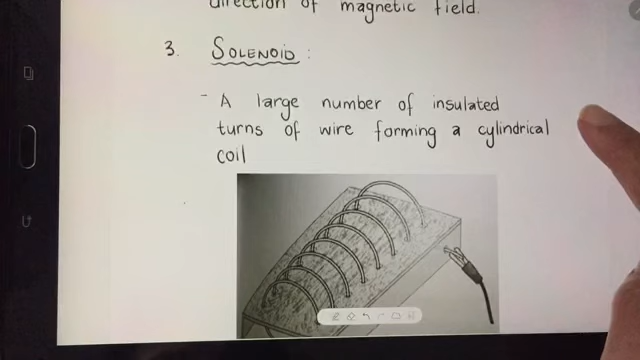 direction of magnetic field.
3. SOLENOID :
- A large number of insulated
turns of wire forming a cylindrical
coil